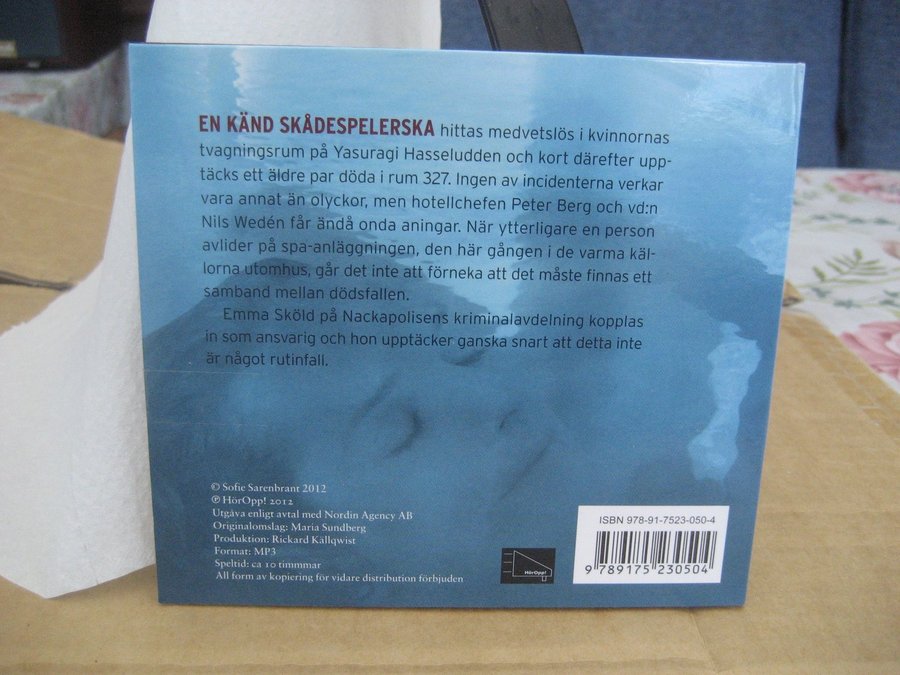 EN KÄND SKÅDESPELERSKA hittas medvetslös i kvinnornas
tvagningsrum på Yasuragi Hasseludden och kort därefter upp-
täcks ett äldre par döda i rum 327. Ingen av incidenterna verkar
vara annat än olyckor, men hotellchefen Peter Berg och vd:n
Nils Wedén får ändå onda aningar. När ytterligare en person
avlider på spa-anläggningen, den här gången i de varma käl-
lorna utomhus, går det inte att förneka att det måste finnas ett
samband mellan dödsfallen.
Emma Sköld på Nackapolisens kriminalavdelning kopplas
in som ansvarig och hon upptäcker ganska snart att detta inte
är något rutinfall.
© Sofie Sarenbrant 2012
℗ HörOpp! 2012
Utgåva enligt avtal med Nordin Agency AB
Originalomslag: Maria Sundberg
Produktion: Rickard Källqwist
Format: MP3
Speltid: ca 10 timmmar
All form av kopiering för vidare distribution förbjuden
HörOpp!
ISBN 978-91-7523-050-4
9 789175 230504